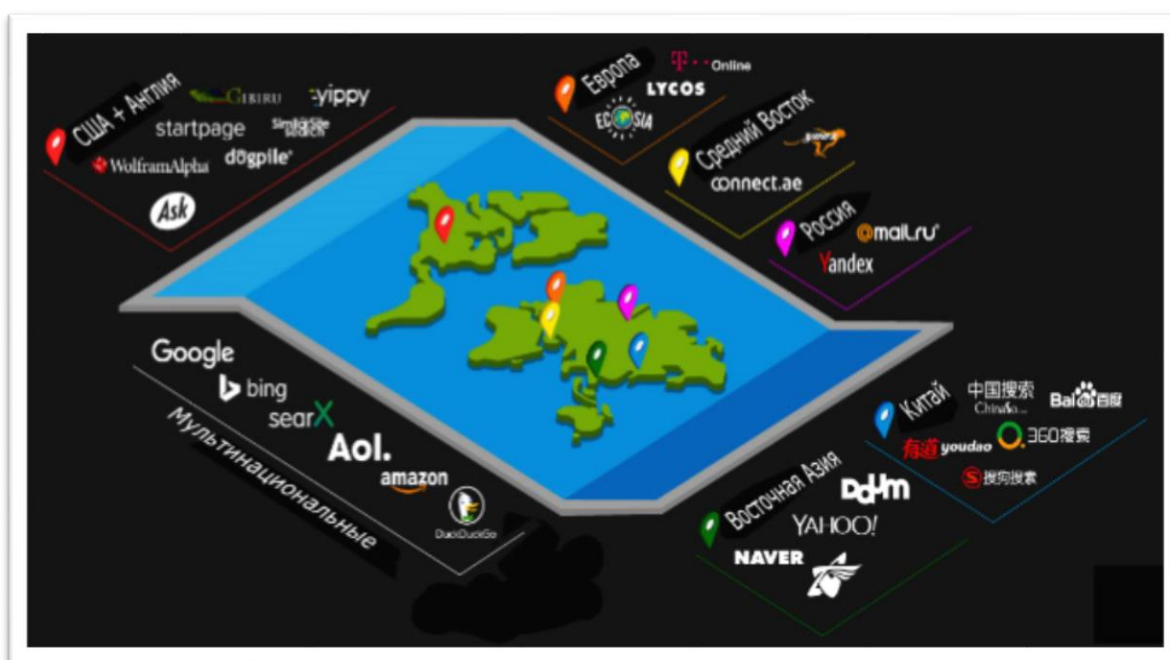 США + Англия
GIBIRU
yippy
startpage
WolframAlpha
dogpile
Ask
Европа
T · · Online
LYCOS
ECOSIA
Средний Восток
connect.ae
Россия
@mail.ru
Yandex
Google
bing
searX
Aol.
amazon
DuckDuckGo
Мультинациональные
Китай
中国搜索
Bai百度
有道 youdao
360搜索
S 搜狗搜索
Восточная Азия
DAUM
YAHOO!
NAVER